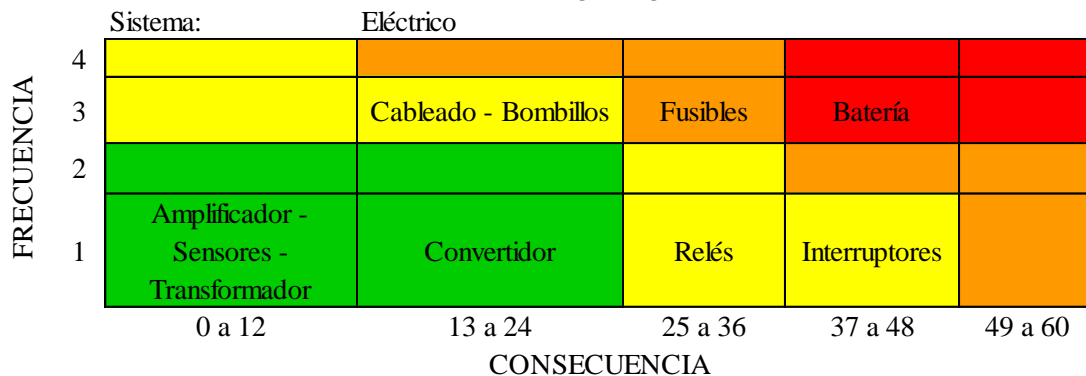 Sistema: Eléctrico
FRECUENCIA
4
3 Cableado - Bombillos Fusibles Batería
2
Amplificador -
1 Sensores - Convertidor Relés Interruptores
Transformador
0 a 12 13 a 24 25 a 36 37 a 48 49 a 60
CONSECUENCIA